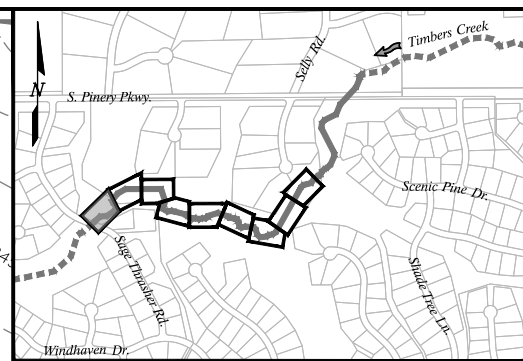 Timbers Creek
Selly Rd.
N
S. Pinery Pkwy.
Scenic Pine Dr.
Sage Thrasher Rd.
Shade Tree Ln.
Windhaven Dr.